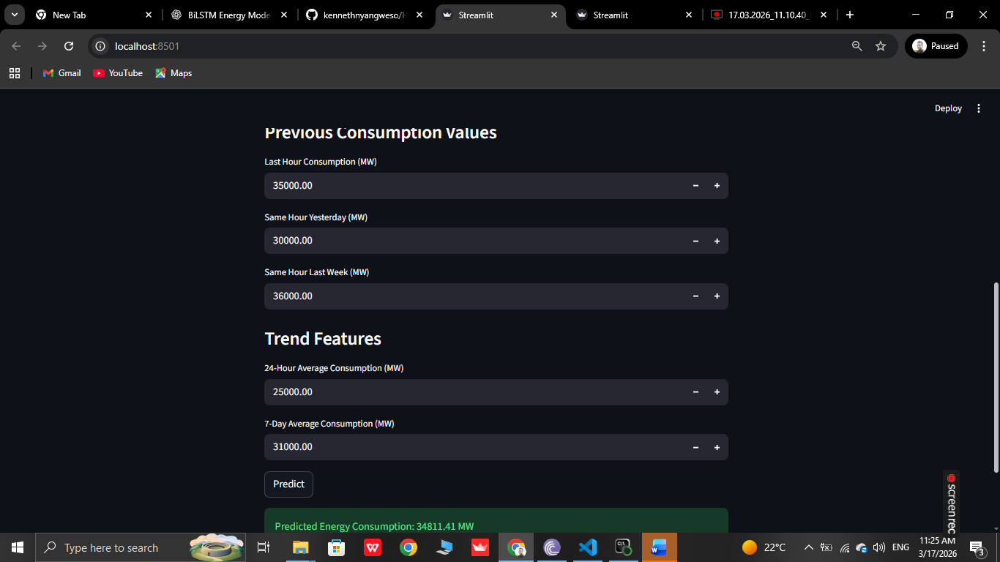 New Tab
BiLSTM Energy Mode
kennethnyangweso/H
Streamlit
Streamlit
17.03.2026_11.10.40_
localhost:8501
Paused
Gmail
YouTube
Maps
Deploy
Previous Consumption Values
Last Hour Consumption (MW)
35000.00
Same Hour Yesterday (MW)
30000.00
Same Hour Last Week (MW)
36000.00
Trend Features
24-Hour Average Consumption (MW)
25000.00
7-Day Average Consumption (MW)
31000.00
Predict
Predicted Energy Consumption: 34811.41 MW
screenrec
Type here to search
22°C
ENG
11:25 AM
3/17/2026
3